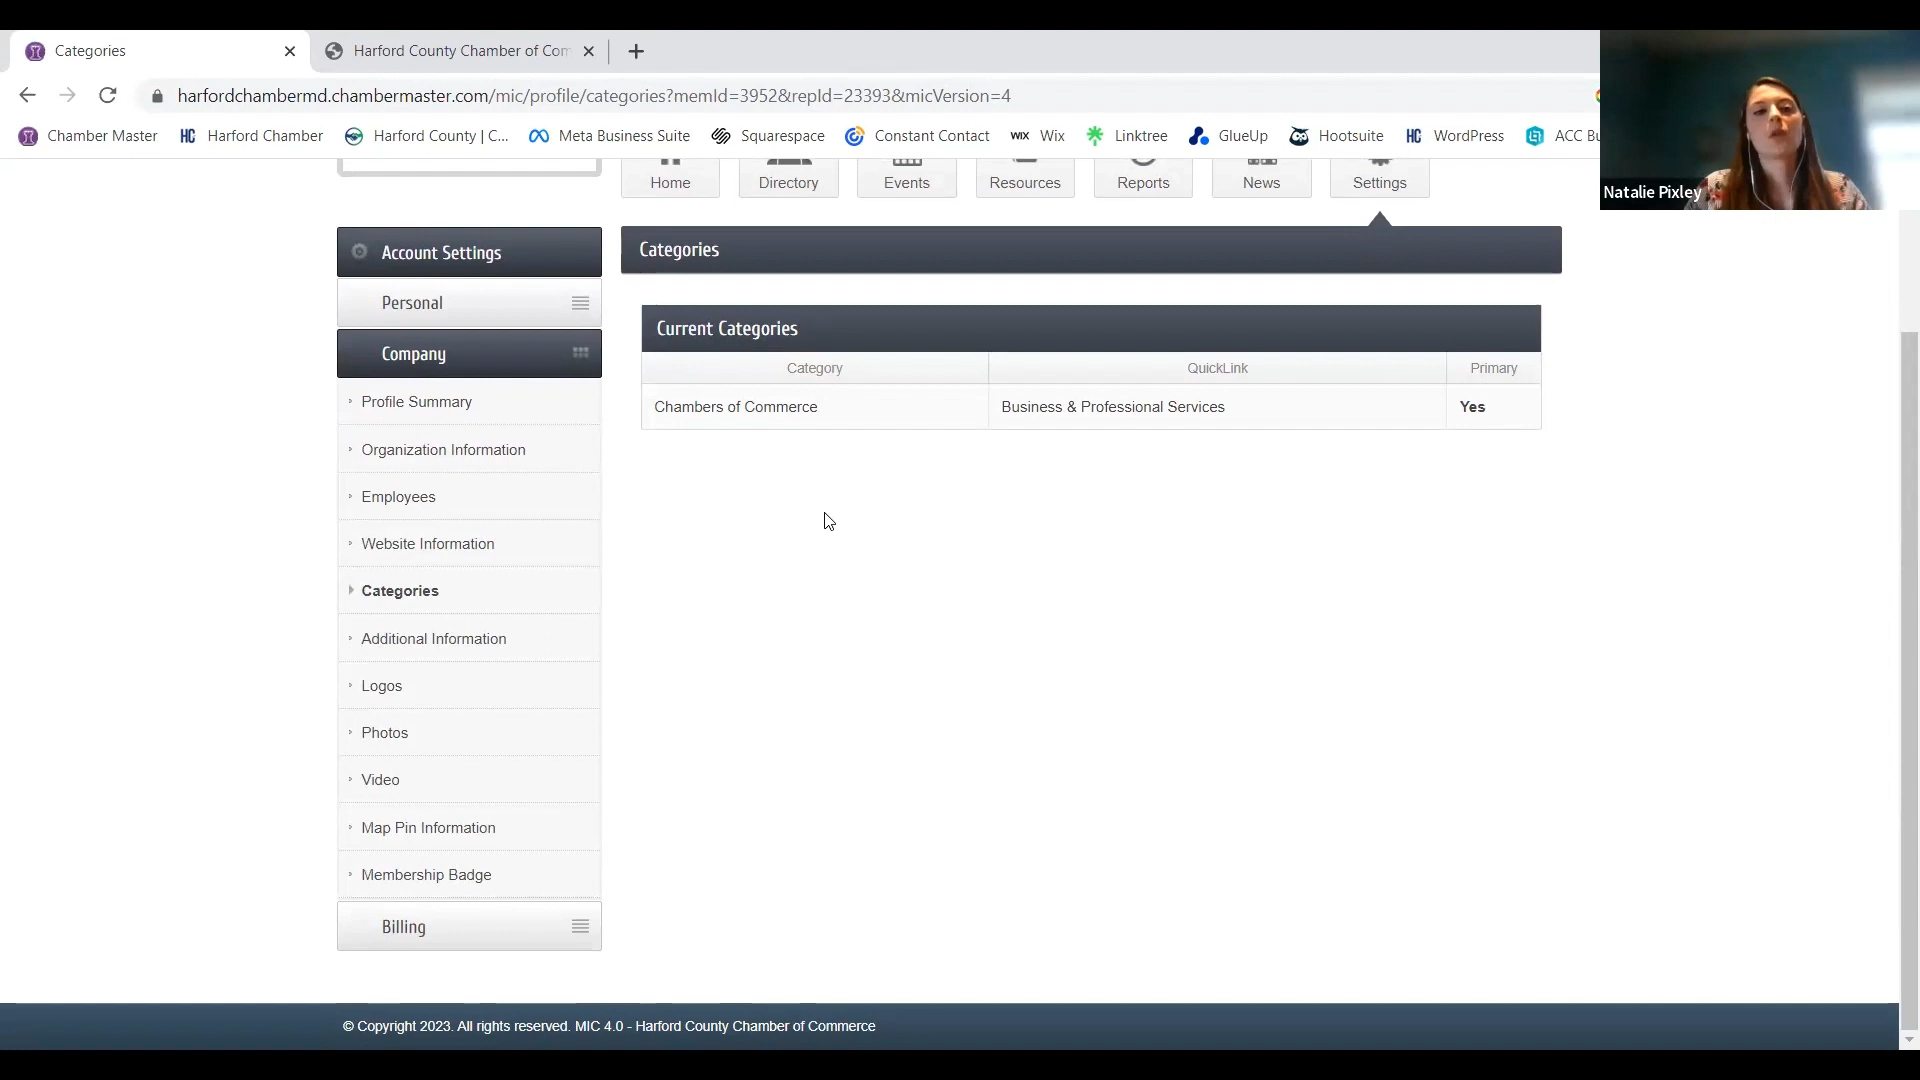 Categories
Harford County Chamber of Com
harfordchambermd.chambermaster.com/mic/profile/categories?memId=3952&repId=23393&micVersion=4
Chamber Master HC Harford Chamber Harford County | C... Meta Business Suite Squarespace Constant Contact WIX Wix Linktree GlueUp Hootsuite HC WordPress ACC Bu
Natalie Pixley
Home Directory Events Resources Reports News Settings
Account Settings
Personal
Company
Profile Summary
Organization Information
Employees
Website Information
Categories
Additional Information
Logos
Photos
Video
Map Pin Information
Membership Badge
Billing
Categories
Current Categories
Category QuickLink Primary
Chambers of Commerce Business & Professional Services Yes
© Copyright 2023. All rights reserved. MIC 4.0 - Harford County Chamber of Commerce